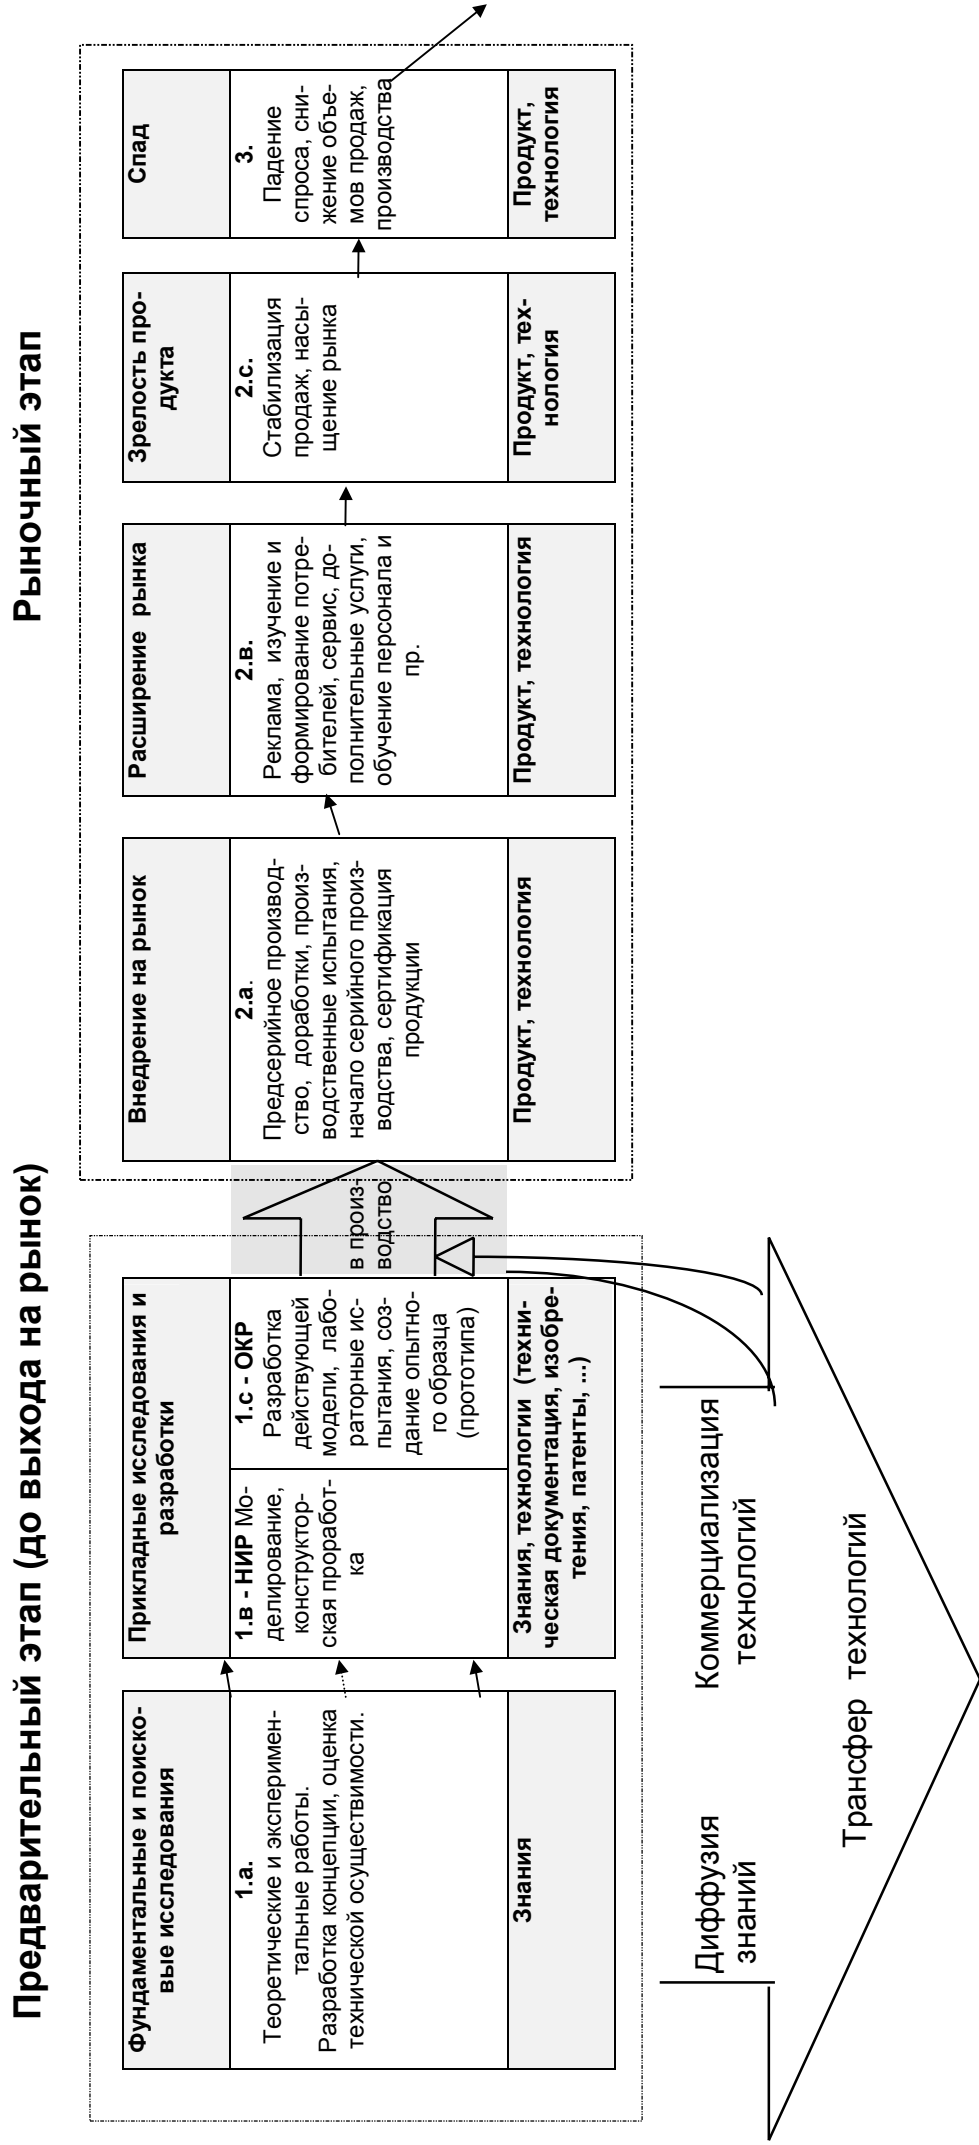 Предварительный этап (до выхода на рынок)
Рыночный этап
Фундаментальные и поиско-
вые исследования
1.а.
Теоретические и эксперимен-
тальные работы.
Разработка концепции, оценка
технической осуществимости.
Знания
Прикладные исследования и
разработки
1.в - НИР Мо-
делирование,
конструктор-
ская проработ-
ка
1.с - ОКР
Разработка
действующей
модели, лабо-
раторные ис-
пытания, соз-
дание опытно-
го образца
(прототипа)
Знания, технологии (техни-
ческая документация, изобре-
тения, патенты, ...)
в произ-
водство
Внедрение на рынок
2.а.
Предсерийное производ-
ство, доработки, произ-
водственные испытания,
начало серийного произ-
водства, сертификация
продукции
Продукт, технология
Расширение рынка
2.в.
Реклама, изучение и
формирование потре-
бителей, сервис, до-
полнительные услуги,
обучение персонала и
пр.
Продукт, технология
Зрелость про-
дукта
2.с.
Стабилизация
продаж, насы-
щение рынка
Продукт, тех-
нология
Спад
3.
Падение
спроса, сни-
жение объе-
мов продаж,
производства
Продукт,
технология
Диффузия
знаний
Коммерциализация
технологий
Трансфер технологий